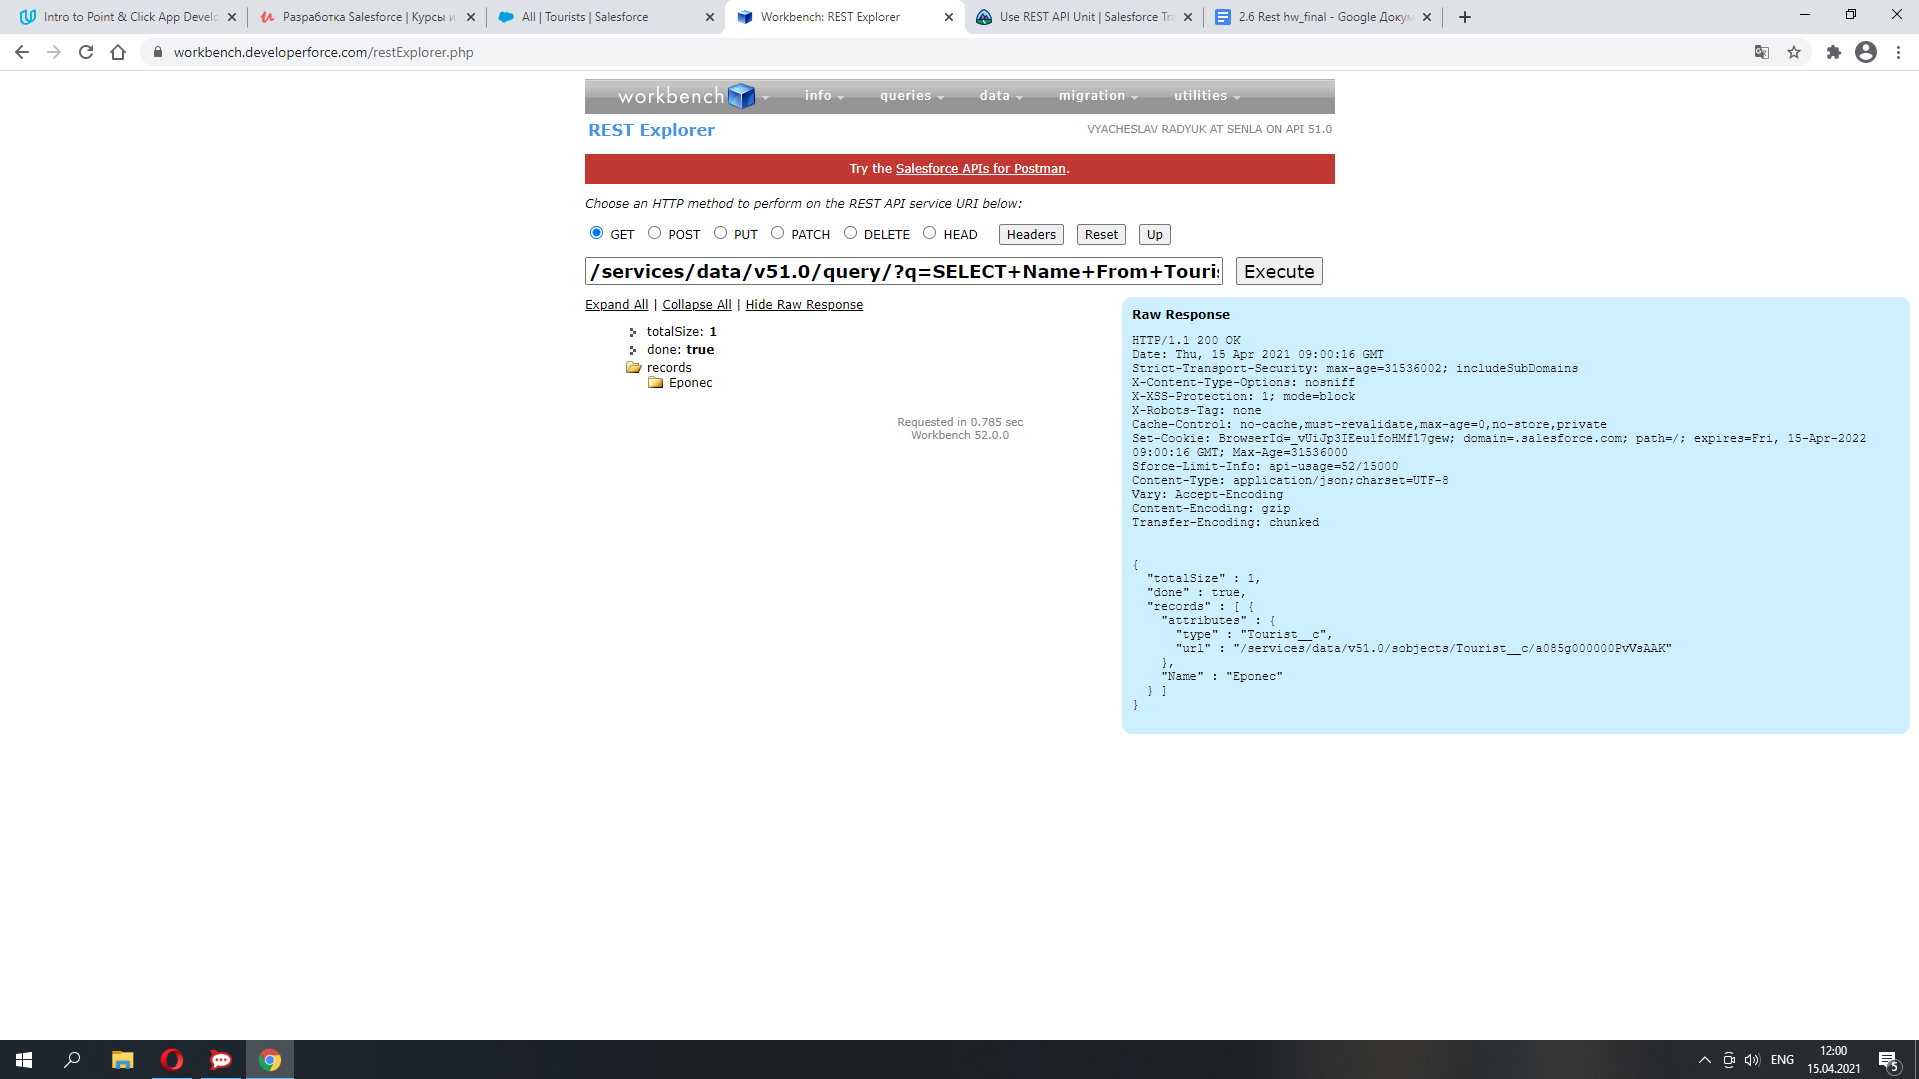 Intro to Point & Click App Develo
Разработка Salesforce | Курсы и
All | Tourists | Salesforce
Workbench: REST Explorer
Use REST API Unit | Salesforce Tra
2.6 Rest hw_final - Google Докум
workbench.developerforce.com/restExplorer.php
workbench
info
queries
data
migration
utilities
REST Explorer
VYACHESLAV RADYUK AT SENLA ON API 51.0
Try the Salesforce APIs for Postman.
Choose an HTTP method to perform on the REST API service URI below:
GET POST PUT PATCH DELETE HEAD Headers Reset Up
/services/data/v51.0/query/?q=SELECT+Name+From+Touris
Execute
Expand All | Collapse All | Hide Raw Response
totalSize: 1
done: true
records
Eponec
Requested in 0.785 sec
Workbench 52.0.0
Raw Response
HTTP/1.1 200 OK
Date: Thu, 15 Apr 2021 09:00:16 GMT
Strict-Transport-Security: max-age=31536002; includeSubDomains
X-Content-Type-Options: nosniff
X-XSS-Protection: 1; mode=block
X-Robots-Tag: none
Cache-Control: no-cache,must-revalidate,max-age=0,no-store,private
Set-Cookie: BrowserId=_vUiJp3IEeulfoHMf17gew; domain=.salesforce.com; path=/; expires=Fri, 15-Apr-2022
09:00:16 GMT; Max-Age=31536000
Sforce-Limit-Info: api-usage=52/15000
Content-Type: application/json;charset=UTF-8
Vary: Accept-Encoding
Content-Encoding: gzip
Transfer-Encoding: chunked
{
"totalSize" : 1,
"done" : true,
"records" : [ {
"attributes" : {
"type" : "Tourist__c",
"url" : "/services/data/v51.0/sobjects/Tourist__c/a085g000000PvVsAAK"
},
"Name" : "Eponec"
} ]
}
ENG
12:00
15.04.2021
5